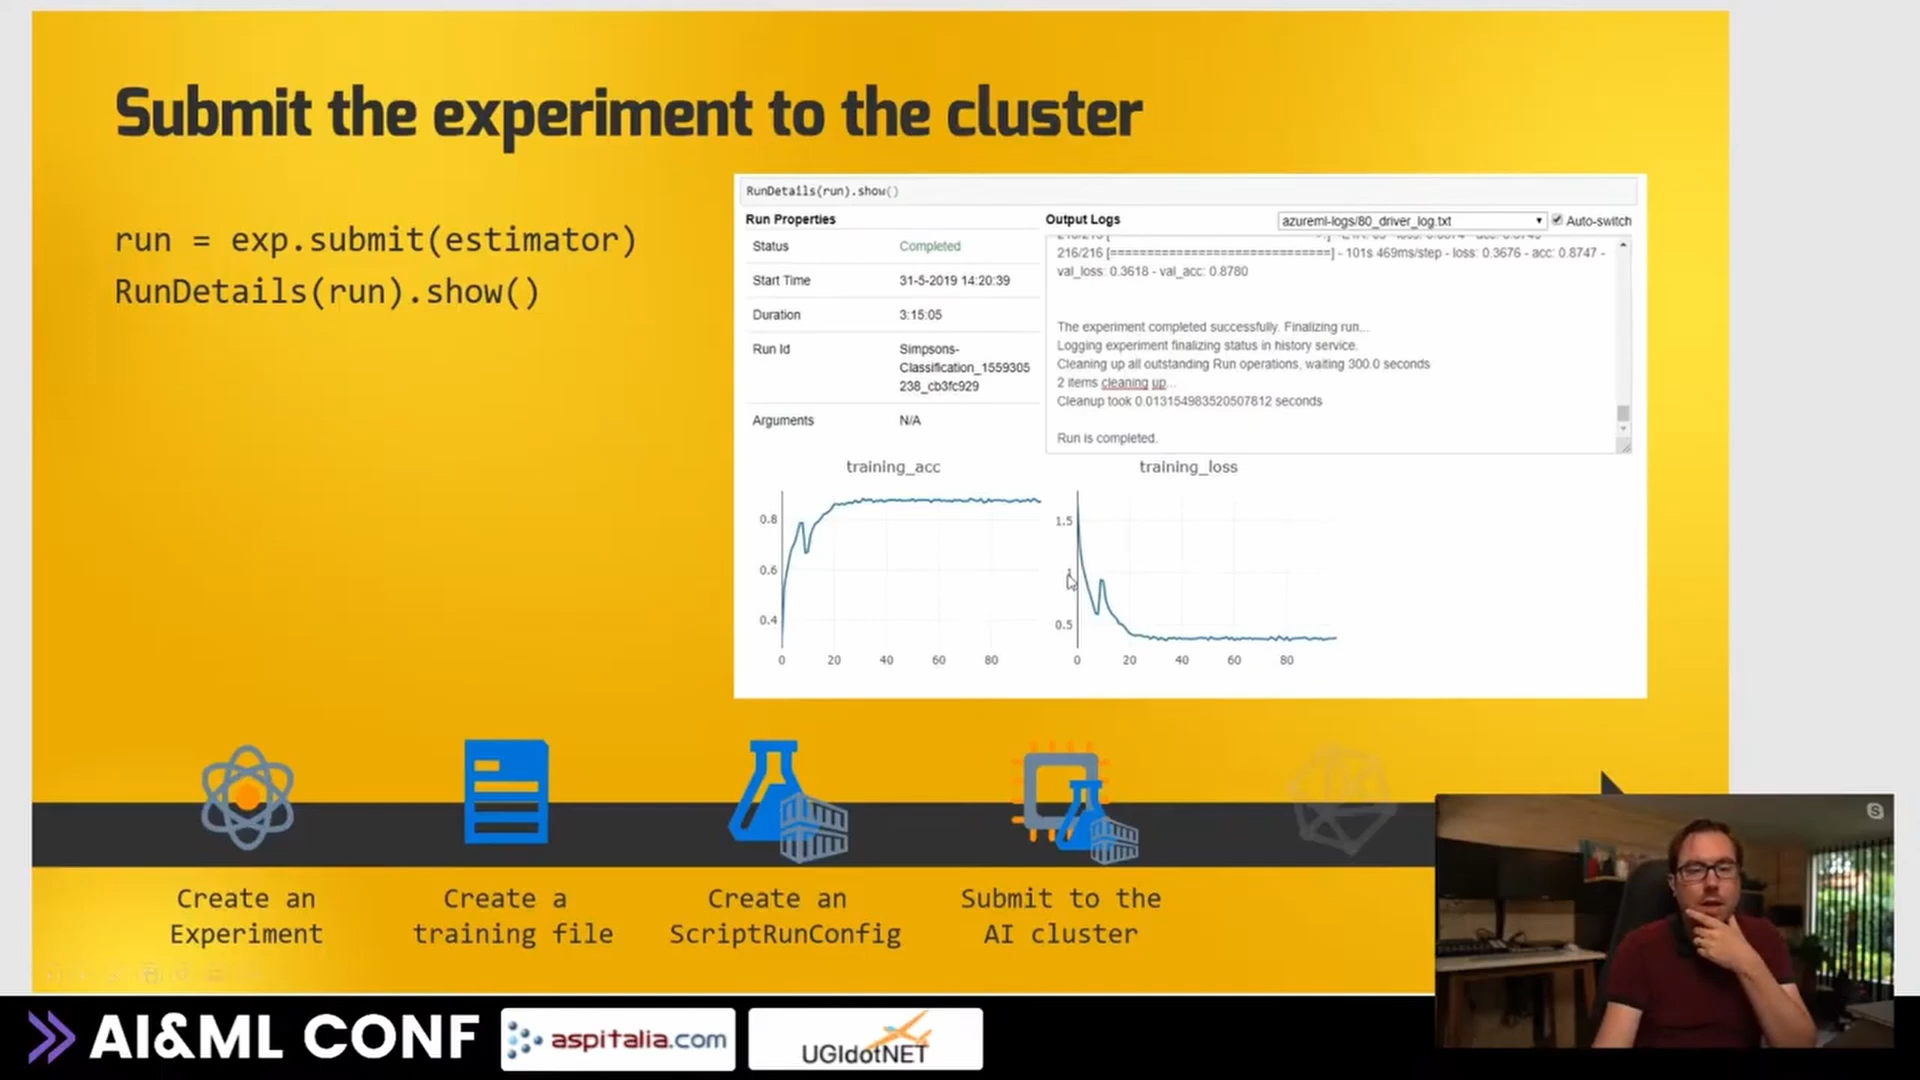 Submit the experiment to the cluster
run = exp.submit(estimator)
RunDetails(run).show()
RunDetails(run).show()
Run Properties
Status Completed
Start Time 31-5-2019 14:20:39
Duration 3:15:05
Run Id Simpsons-
Classification_1559305
238_cb3fc929
Arguments N/A
Output Logs
azureml-logs/80_driver_log.txt
Auto-switch
216/216 [==============================] - 101s 469ms/step - loss: 0.3676 - acc: 0.8747 -
val_loss: 0.3618 - val_acc: 0.8780
The experiment completed successfully. Finalizing run...
Logging experiment finalizing status in history service.
Cleaning up all outstanding Run operations, waiting 300.0 seconds
2 items cleaning up...
Cleanup took 0.013154983520507812 seconds
Run is completed.
training_acc
0.8
0.6
0.4
0 20 40 60 80
training_loss
1.5
1
0.5
0 20 40 60 80
Create an
Experiment
Create a
training file
Create an
ScriptRunConfig
Submit to the
AI cluster
AI&ML CONF
aspitalia.com
UGIdotNET